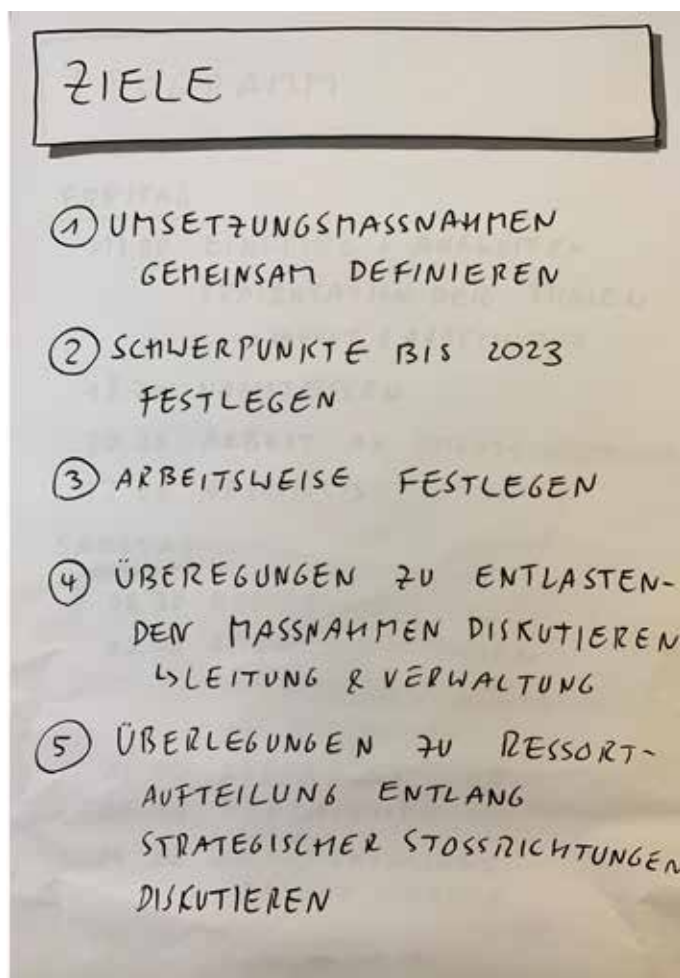 ZIELE
1 UMSETZUNGSMASSNAHMEN
GEMEINSAM DEFINIEREN
2 SCHWERPUNKTE BIS 2023
FESTLEGEN
3 ARBEITSWEISE FESTLEGEN
4 ÜBEREGUNGEN ZU ENTLASTEN-
DEN MASSNAHMEN DISKUTIEREN
↳ LEITUNG & VERWALTUNG
5 ÜBERLEGUNGEN ZU RESSORT-
AUFTEILUNG ENTLANG
STRATEGISCHER STOSSRICHTUNGEN
DISKUTIEREN